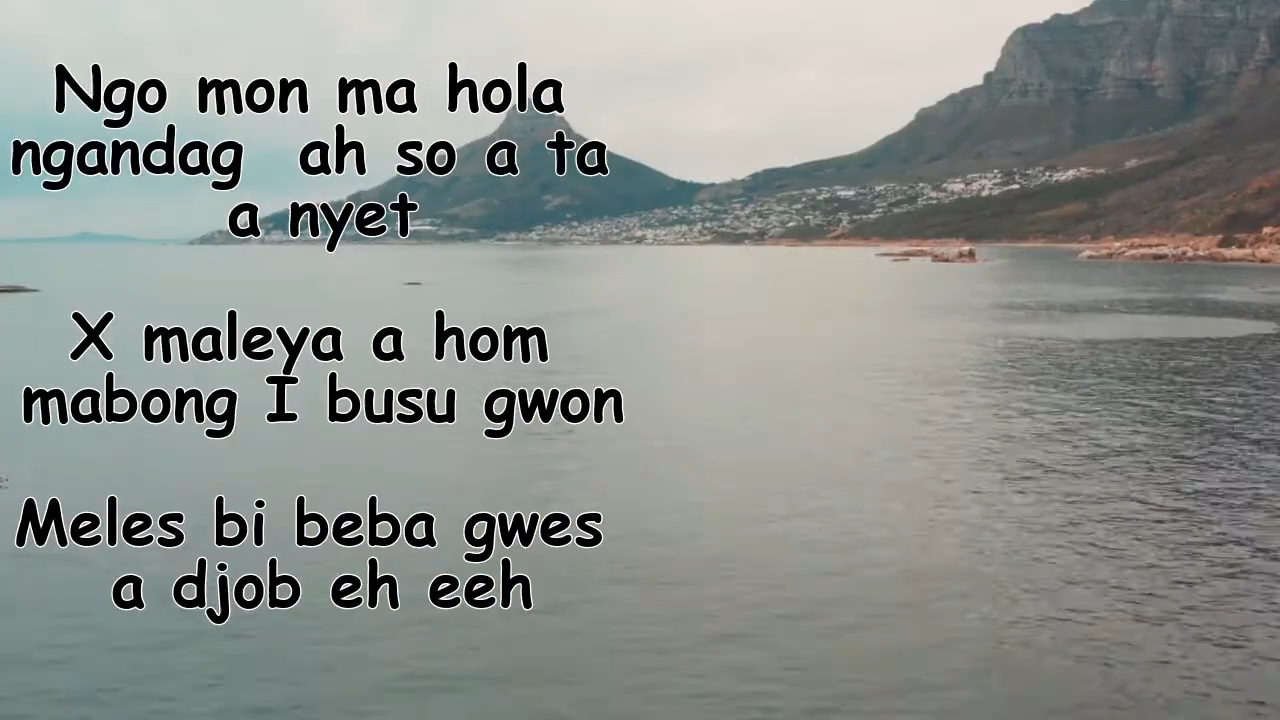 Ngo mon ma hola
ngandag ah so a ta
a nyet
X maleya a hom
mabong I busu gwon
Meles bi beba gwes
a djob eh eeh